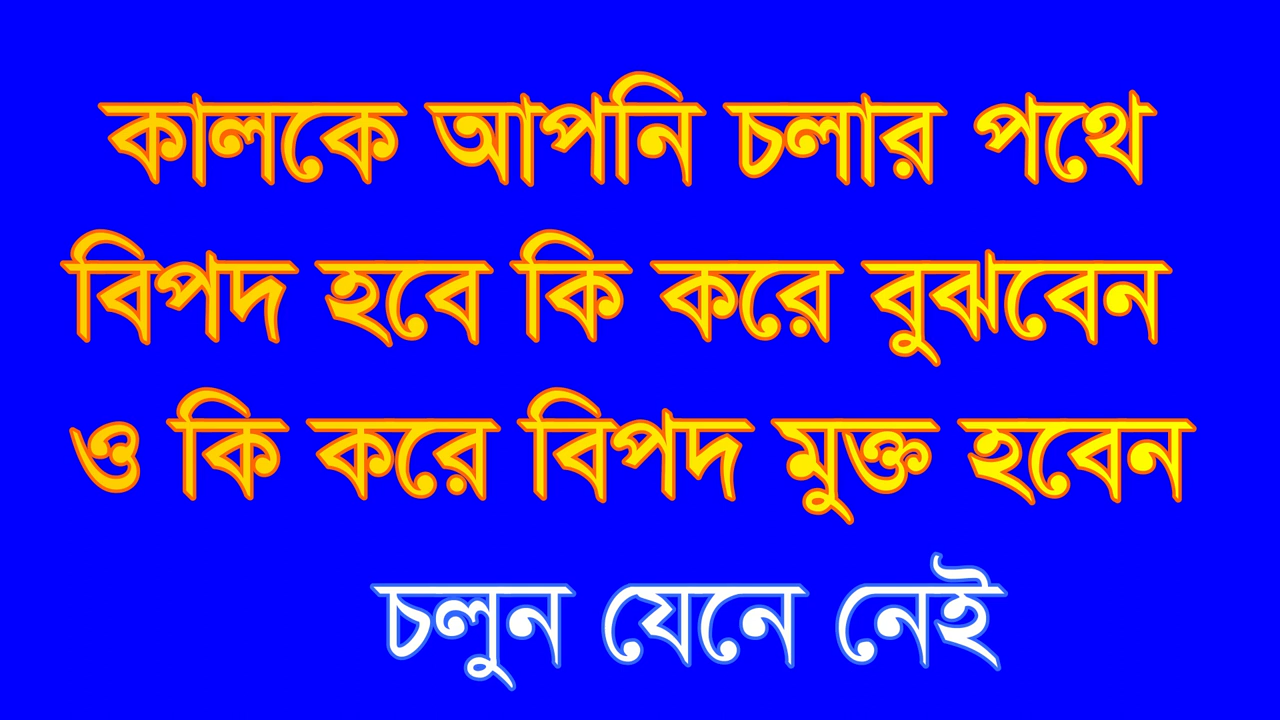 কালকে আপনি চলার পথে
বিপদ হবে কি করে বুঝবেন
ও কি করে বিপদ মুক্ত হবেন
চলুন যেনে নেই